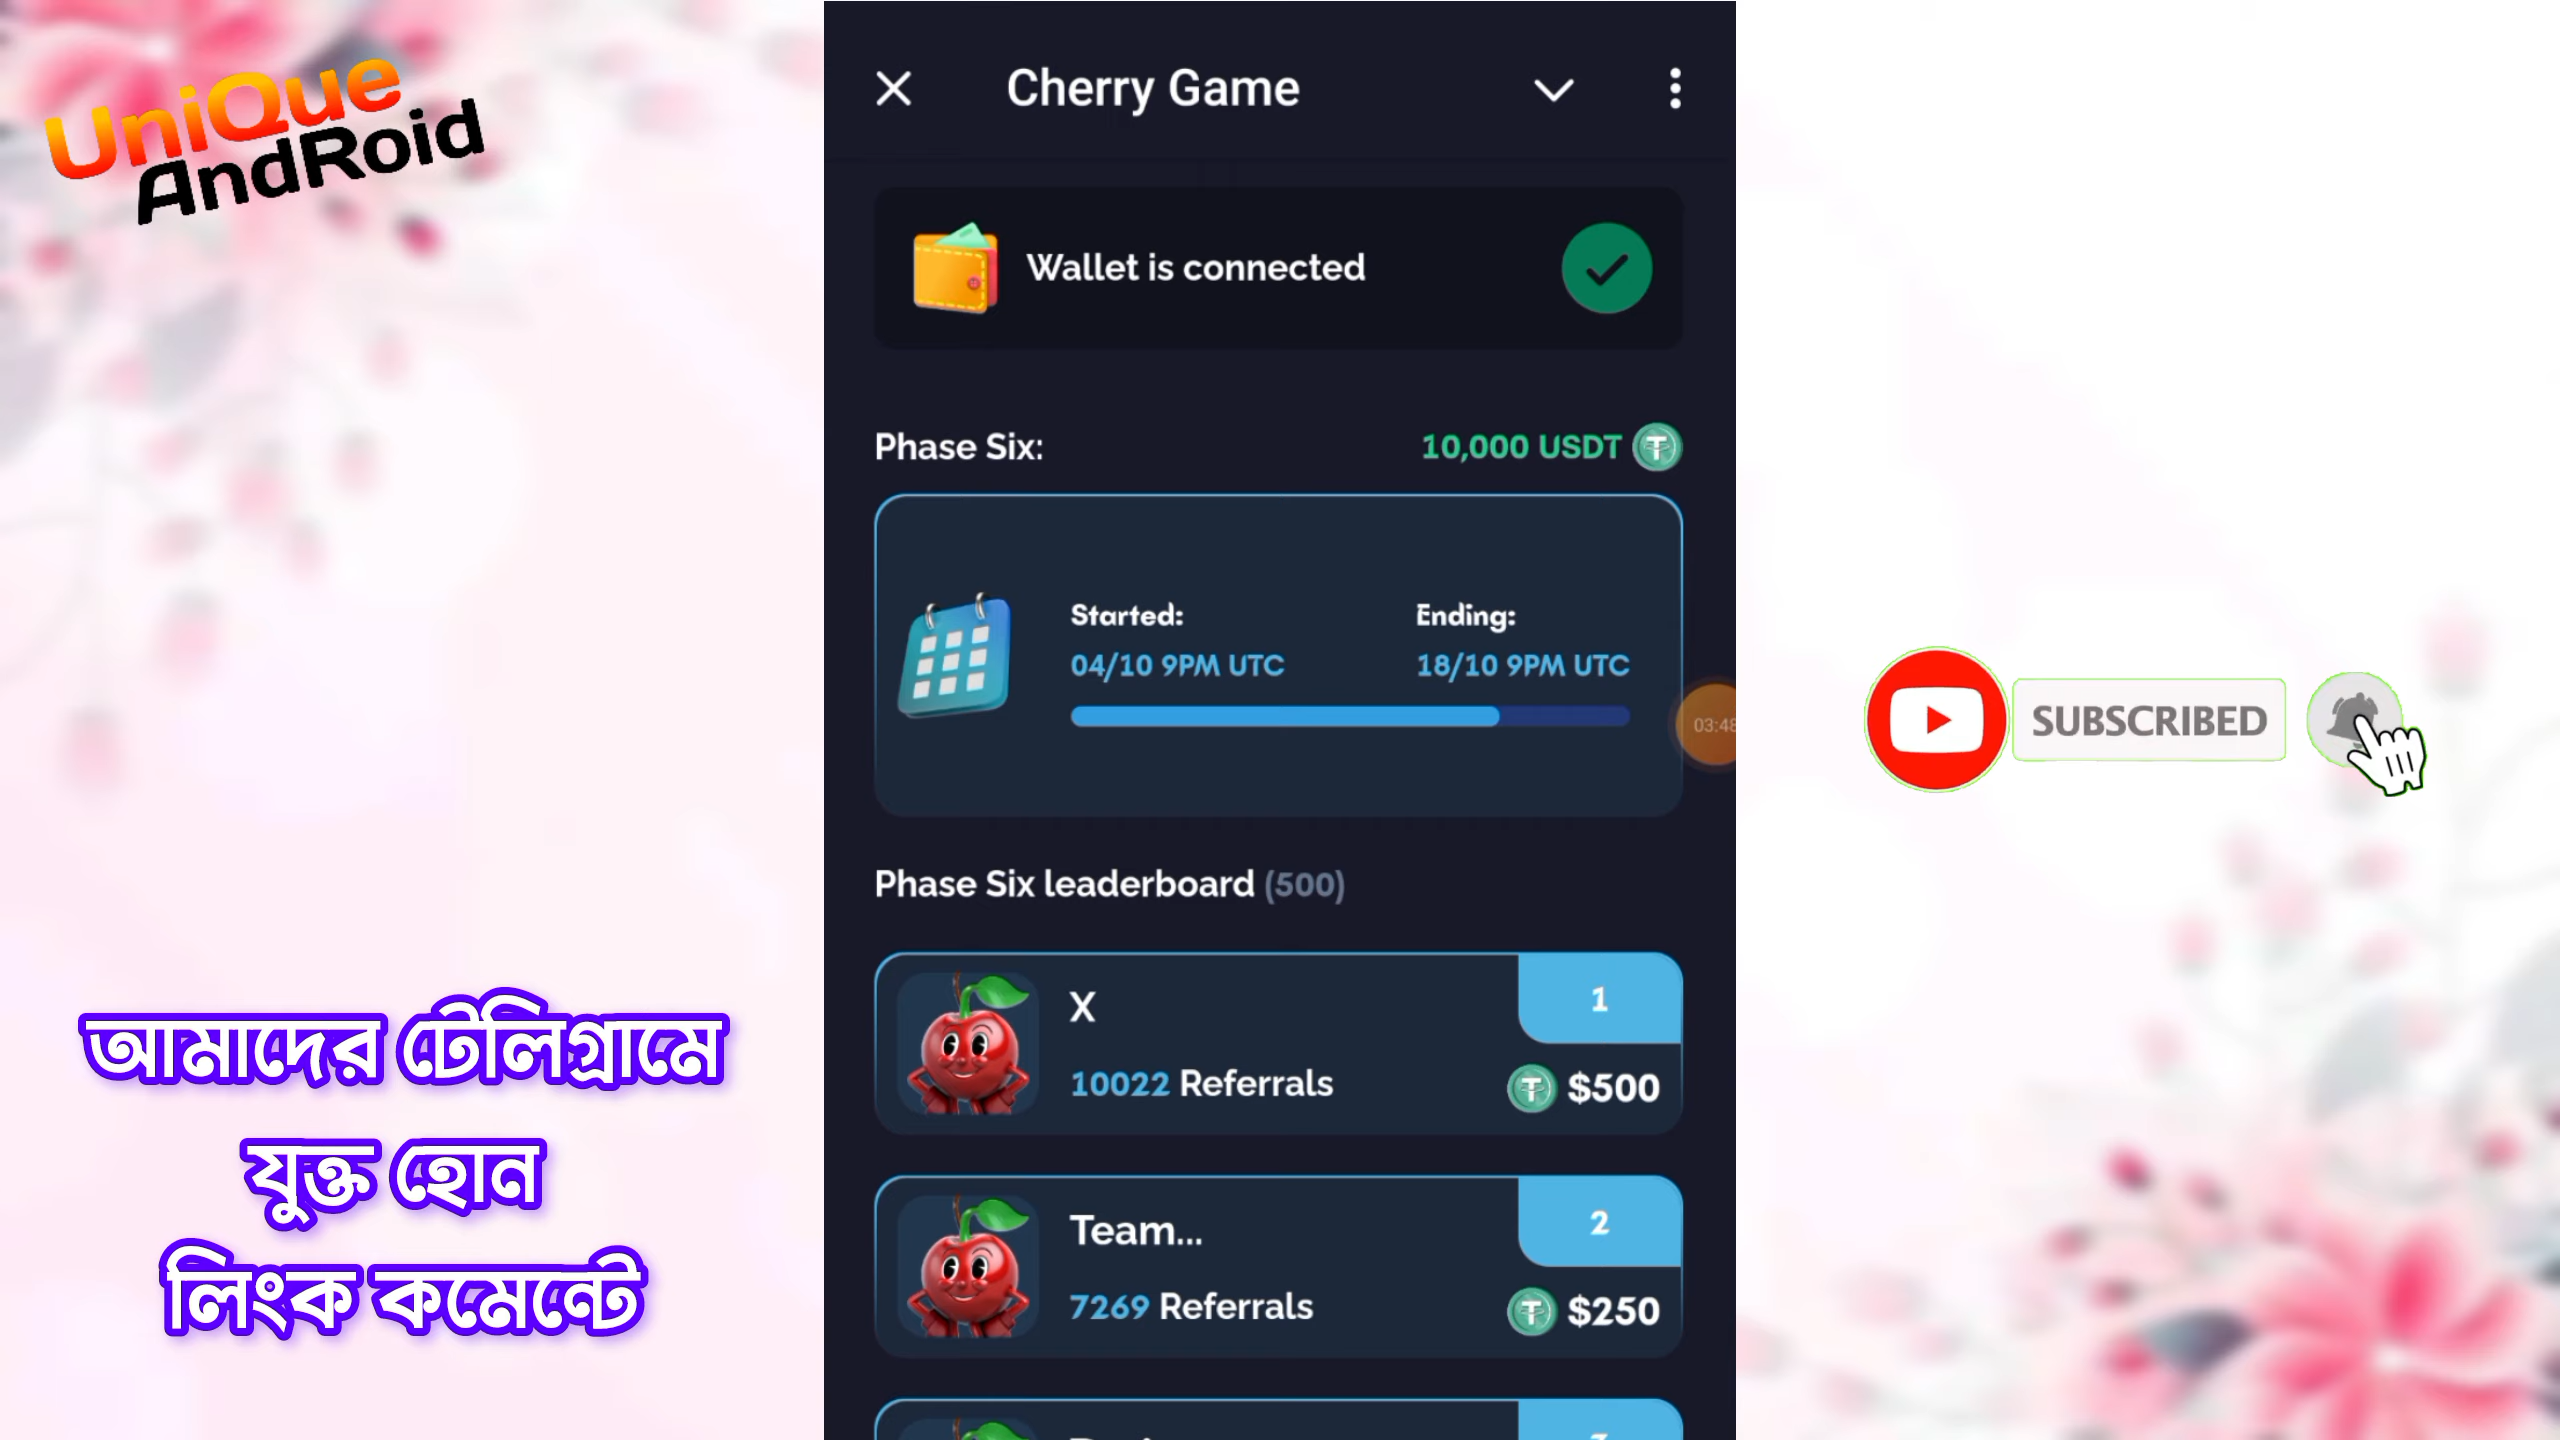 UniQue
AndRoid
Cherry Game
Wallet is connected
Phase Six:
10,000 USDT
Started:
Ending:
04/10 9PM UTC
18/10 9PM UTC
03:48
SUBSCRIBED
Phase Six leaderboard (500)
X
1
10022 Referrals
$500
Team...
2
7269 Referrals
$250
আমাদের টেলিগ্রামে
যুক্ত হোন
লিংক কমেন্টে